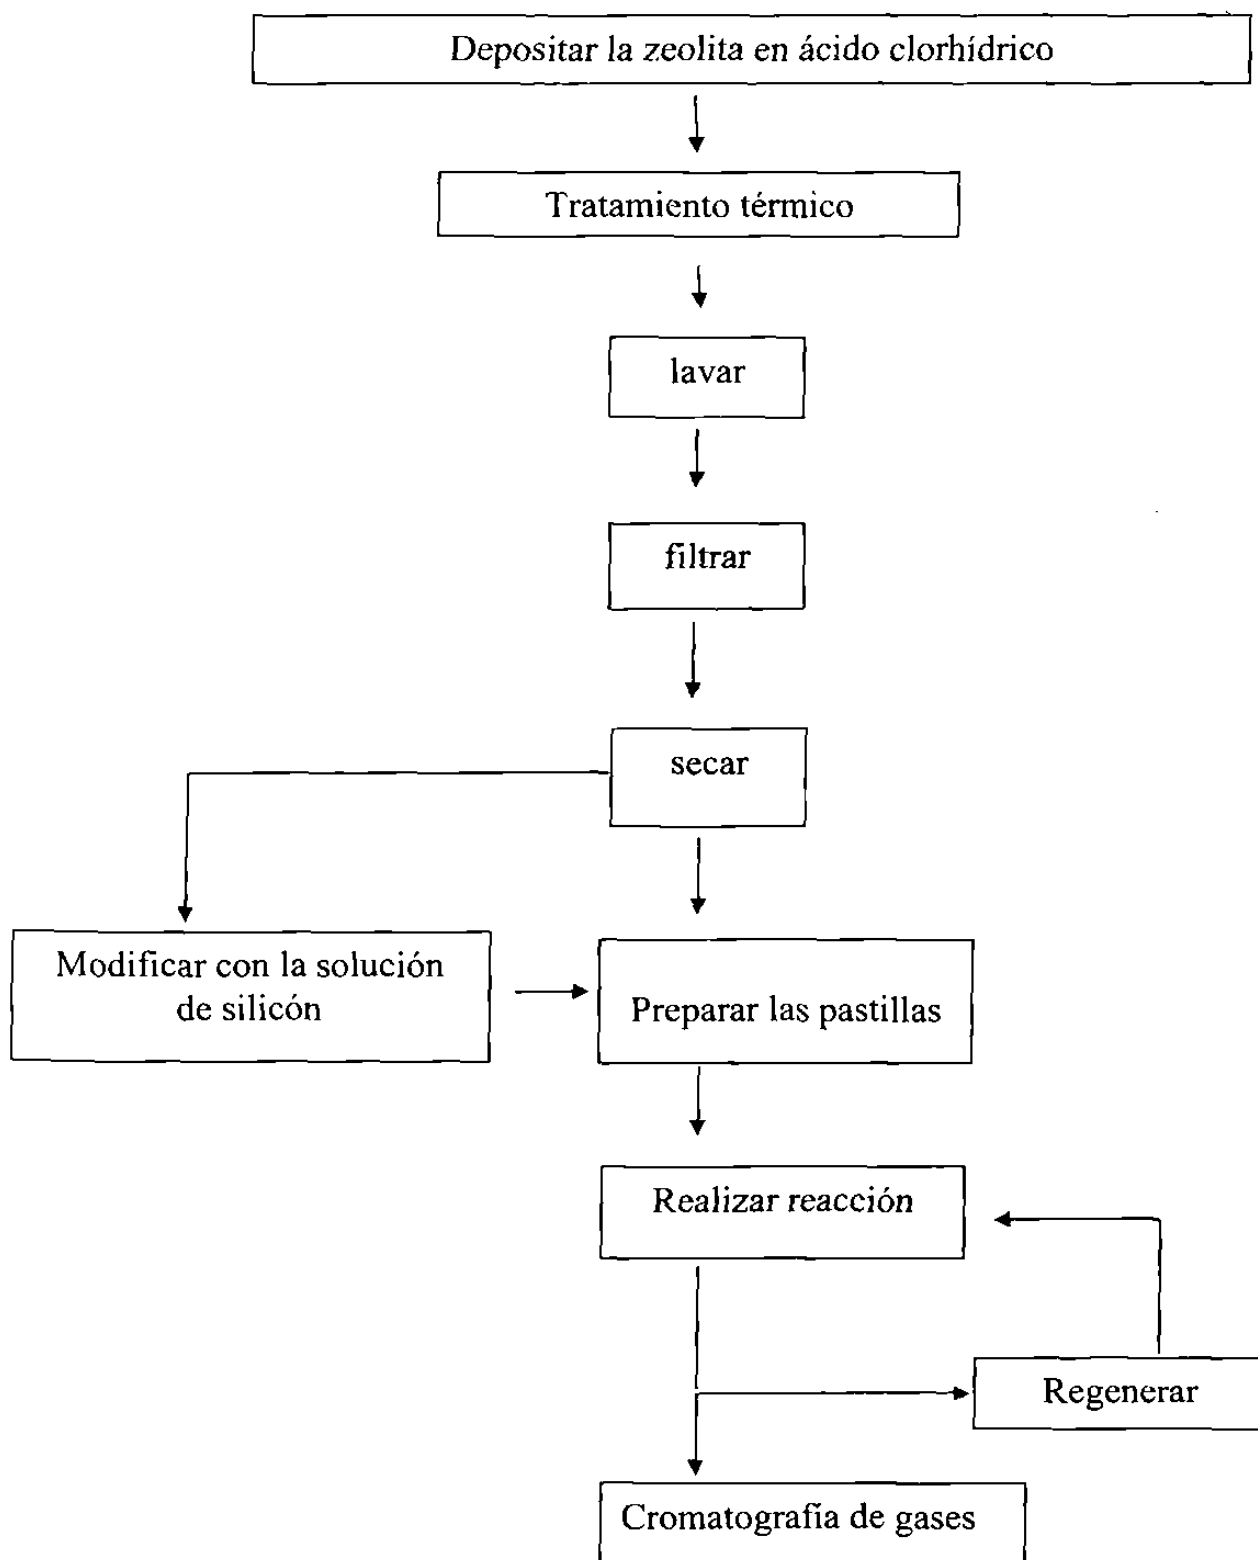 Depositar la zeolita en ácido clorhídrico
Tratamiento térmico
lavar
filtrar
secar
Modificar con la solución
de silicón
Preparar las pastillas
Realizar reacción
Regenerar
Cromatografía de gases